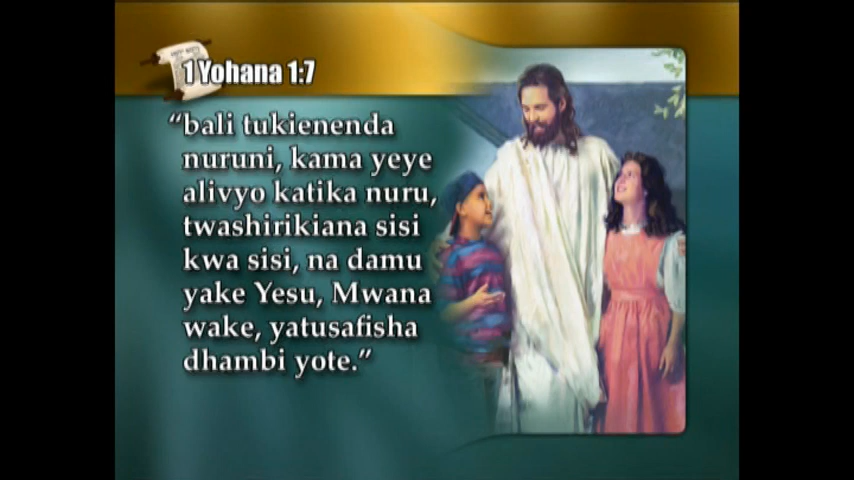 1 Yohana 1:7
“bali tukienenda
nuruni, kama yeye
alivyo katika nuru,
twashirikiana sisi
kwa sisi, na damu
yake Yesu, Mwana
wake, yatusafisha
dhambi yote.”